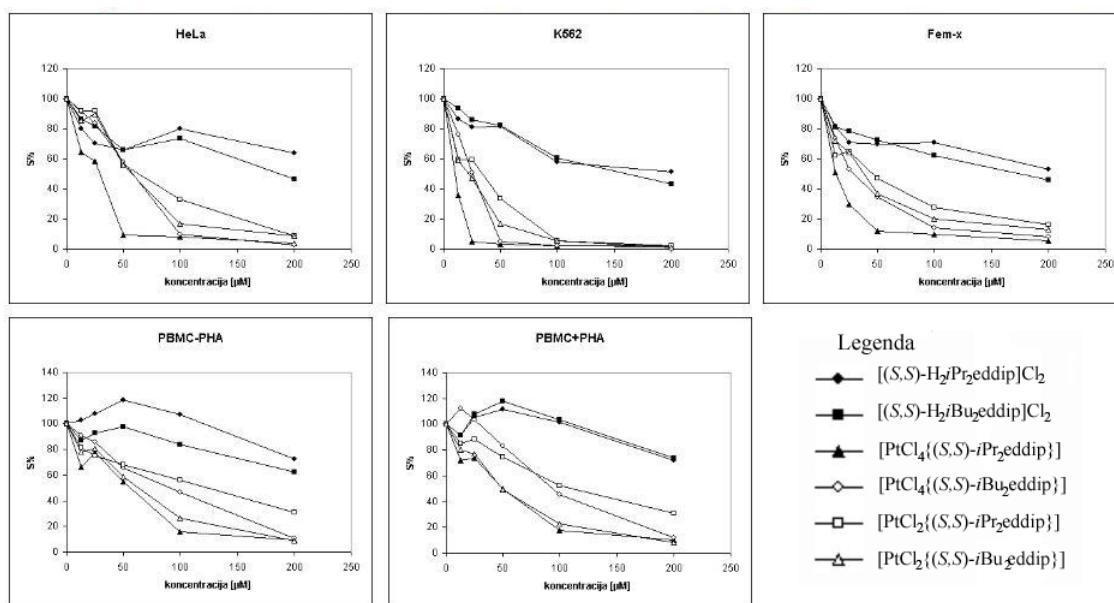 HeLa
120
100
80
60
40
20
0
S%
0 50 100 150 200 250
koncentracija [µM]
K562
120
100
80
60
40
20
0
S%
0 50 100 150 200 250
koncentracija [µM]
Fem-x
120
100
80
60
40
20
0
S%
0 50 100 150 200 250
koncentracija [µM]
PBMC-PHA
140
120
100
80
60
40
20
0
S%
0 50 100 150 200 250
koncentracija [µM]
PBMC+PHA
140
120
100
80
60
40
20
0
S%
0 50 100 150 200 250
koncentracija [µM]
Legenda
[(S,S)-H₂iPr₂eddip]Cl₂
[(S,S)-H₂iBu₂eddip]Cl₂
[PtCl₄{(S,S)-iPr₂eddip}]
[PtCl₄{(S,S)-iBu₂eddip}]
[PtCl₂{(S,S)-iPr₂eddip}]
[PtCl₂{(S,S)-iBu₂eddip}]